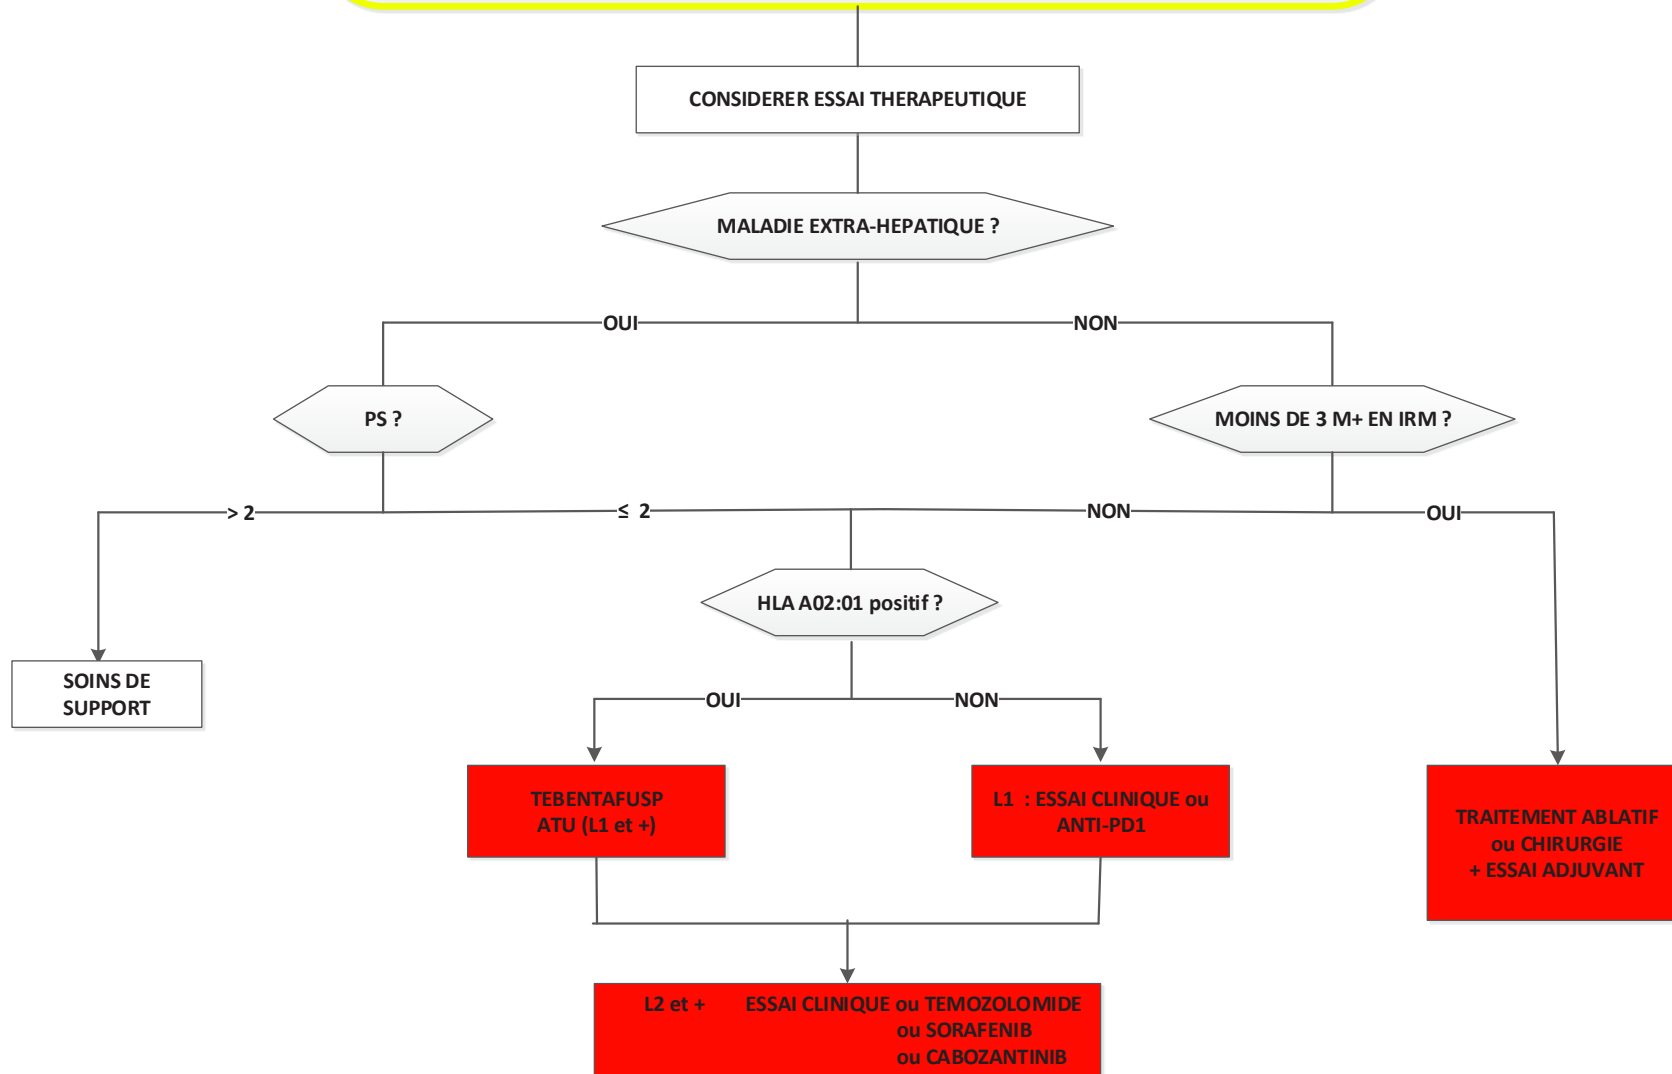 CONSIDERER ESSAI THERAPEUTIQUE
MALADIE EXTRA-HEPATIQUE ?
OUI
NON
PS ?
MOINS DE 3 M+ EN IRM ?
> 2
≤ 2
NON
OUI
HLA A02:01 positif ?
SOINS DE
SUPPORT
OUI
NON
TEBENTAFUSP
ATU (L1 et +)
L1 : ESSAI CLINIQUE ou
ANTI-PD1
TRAITEMENT ABLATIF
ou CHIRURGIE
+ ESSAI ADJUVANT
L2 et + ESSAI CLINIQUE ou TEMOZOLOMIDE
ou SORAFENIB
ou CABOZANTINIB